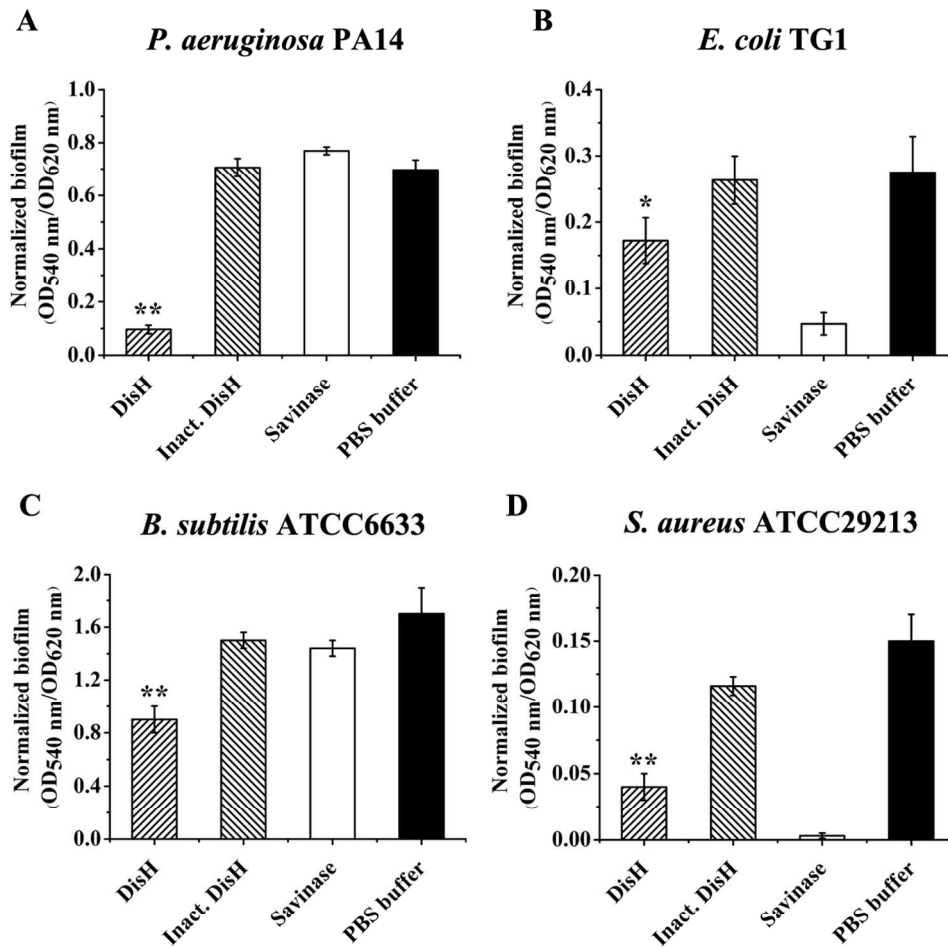 A
P. aeruginosa PA14
Normalized biofilm
(OD540 nm/OD620 nm)
1.0
0.8
0.6
0.4
0.2
0.0
**
DisH
Inact. DisH
Savinase
PBS buffer
B
E. coli TG1
Normalized biofilm
(OD540 nm/OD620 nm)
0.4
0.3
0.2
0.1
0.0
*
DisH
Inact. DisH
Savinase
PBS buffer
C
B. subtilis ATCC6633
Normalized biofilm
(OD540 nm/OD620 nm)
2.0
1.6
1.2
0.8
0.4
0.0
**
DisH
Inact. DisH
Savinase
PBS buffer
D
S. aureus ATCC29213
Normalized biofilm
(OD540 nm/OD620 nm)
0.20
0.15
0.10
0.05
0.00
**
DisH
Inact. DisH
Savinase
PBS buffer